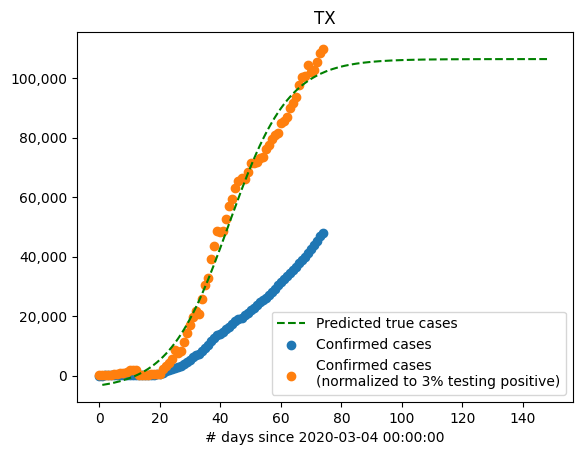 TX
100,000
80,000
60,000
40,000
20,000
0
Predicted true cases
Confirmed cases
Confirmed cases
(normalized to 3% testing positive)
0 20 40 60 80 100 120 140
# days since 2020-03-04 00:00:00